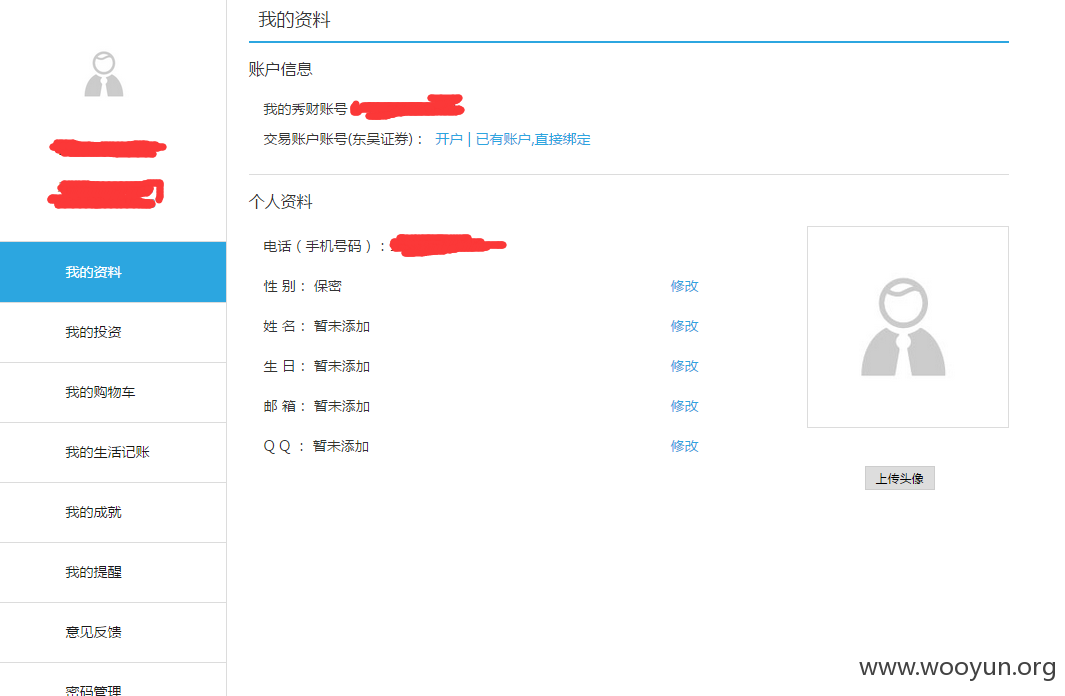 我的资料
账户信息
我的秀财账号
交易账户账号(东吴证券)： 开户 | 已有账户,直接绑定
个人资料
电话 ( 手机号码 )：
性 别： 保密 修改
姓 名： 暂未添加 修改
生 日： 暂未添加 修改
邮 箱： 暂未添加 修改
Q Q ： 暂未添加 修改
上传头像
我的资料
我的投资
我的购物车
我的生活记账
我的成就
我的提醒
意见反馈
密码管理
www.wooyun.org